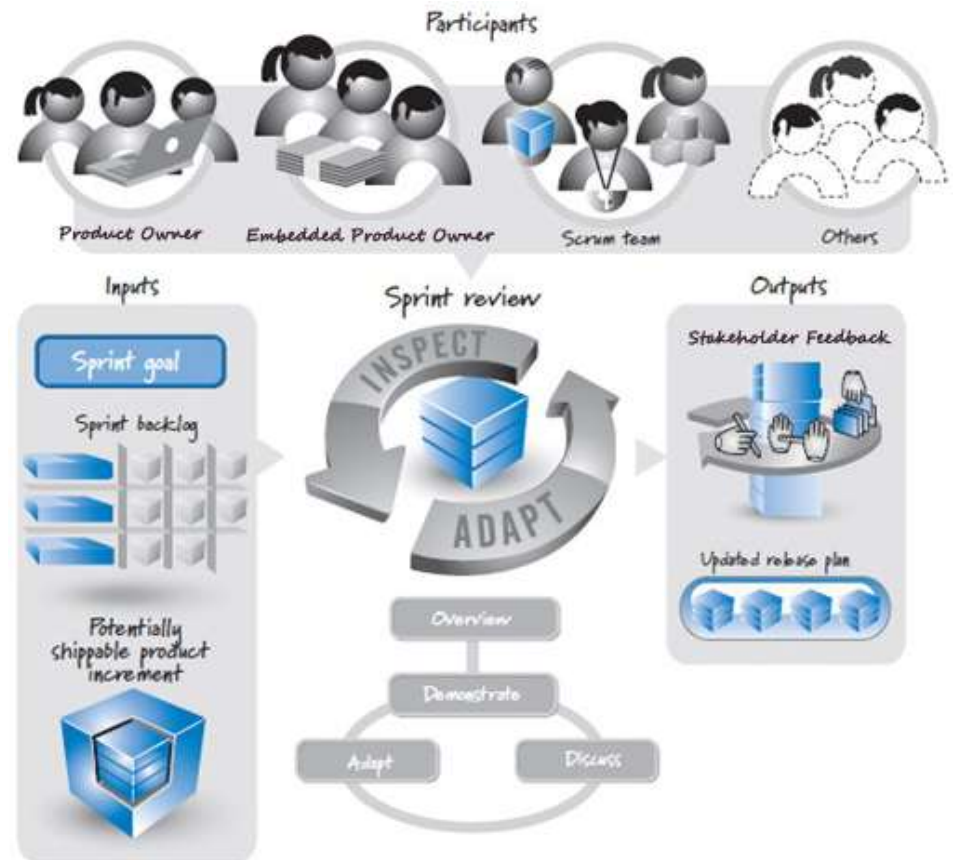 Participants
Product Owner
Embedded Product Owner
Scrum team
Others
Inputs
Sprint goal
Sprint backlog
Potentially
shippable product
increment
Sprint review
INSPECT
ADAPT
Overview
Demonstrate
Adapt
Discuss
Outputs
Stakeholder Feedback
Updated release plan